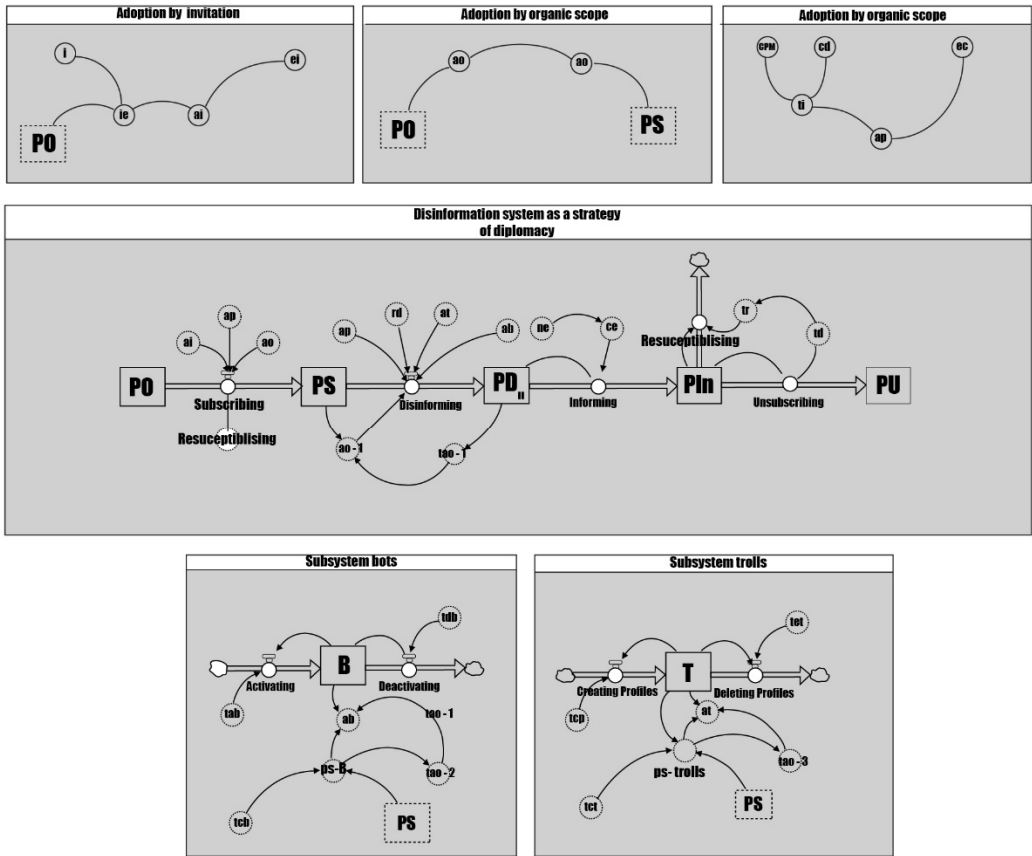 Adoption by invitation
i
ei
ie
ai
PO
Adoption by organic scope
ao
ao
PO
PS
Adoption by organic scope
CPM
cd
ec
ti
ap
Disinformation system as a strategy
of diplomacy
ap
ai
ao
PO
Subscribing
Resuceptiblising
ap
rd
at
ab
PS
Disinforming
ao - 1
tao - 1
PD
ne
ce
Informing
Resuceptiblising
tr
td
PIn
Unsubscribing
PU
Subsystem bots
tdb
B
Activating
Deactivating
tab
ab
tao - 1
ps-B
tao - 2
tcb
PS
Subsystem trolls
tet
T
Creating Profiles
Deleting Profiles
tcp
at
ps- trolls
tao - 3
tct
PS